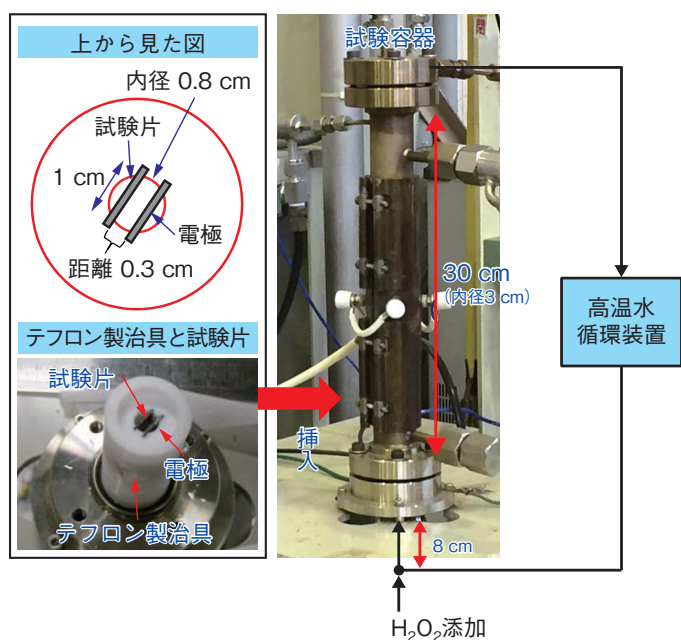 上から見た図
内径 0.8 cm
試験片
1 cm
電極
距離 0.3 cm
テフロン製治具と試験片
試験片
電極
テフロン製治具
挿入
試験容器
閉
30 cm
(内径3 cm)
8 cm
高温水
循環装置
H₂O₂添加